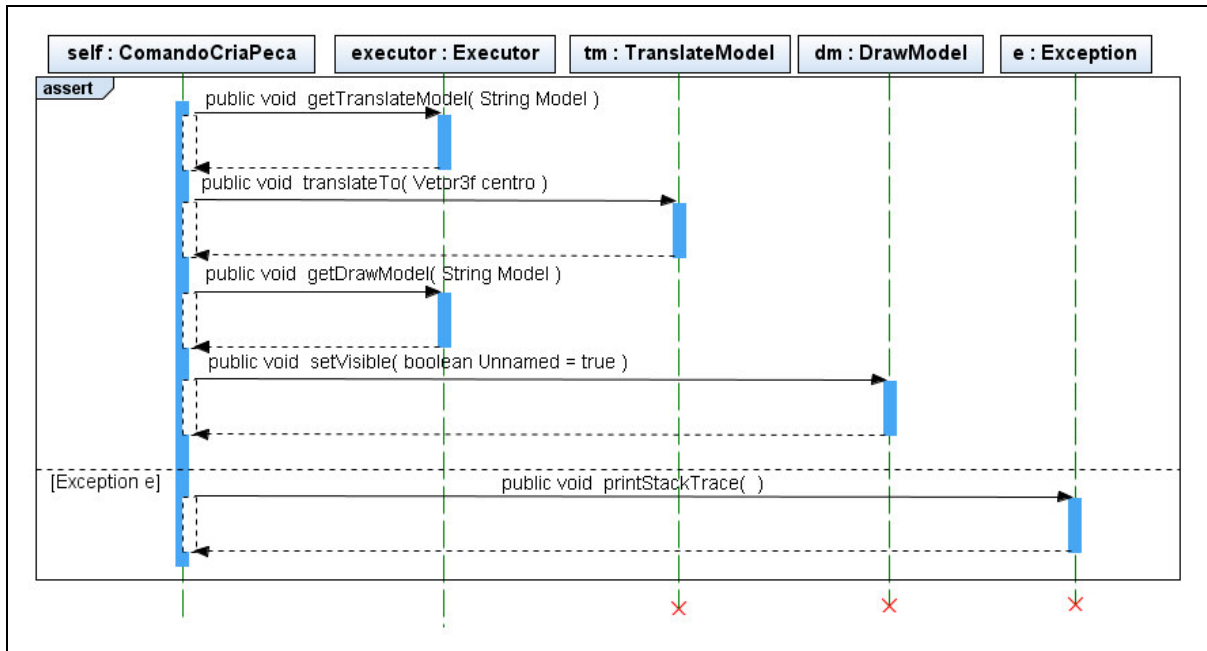 self : ComandoCriaPeca
executor : Executor
tm : TranslateModel
dm : DrawModel
e : Exception
assert
public void getTranslateModel( String Model )
public void translateTo( Vetor3f centro )
public void getDrawModel( String Model )
public void setVisible( boolean Unnamed = true )
[Exception e]
public void printStackTrace( )